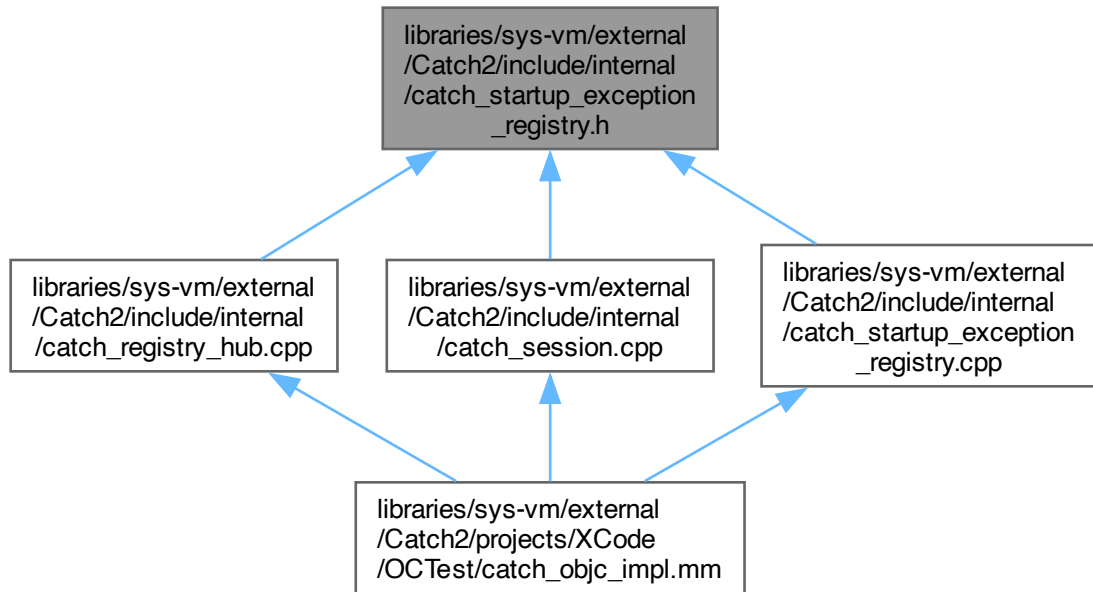 libraries/sys-vm/external
/Catch2/include/internal
/catch_startup_exception
_registry.h
libraries/sys-vm/external
/Catch2/include/internal
/catch_registry_hub.cpp
libraries/sys-vm/external
/Catch2/include/internal
/catch_session.cpp
libraries/sys-vm/external
/Catch2/include/internal
/catch_startup_exception
_registry.cpp
libraries/sys-vm/external
/Catch2/projects/XCode
/OCTest/catch_objc_impl.mm